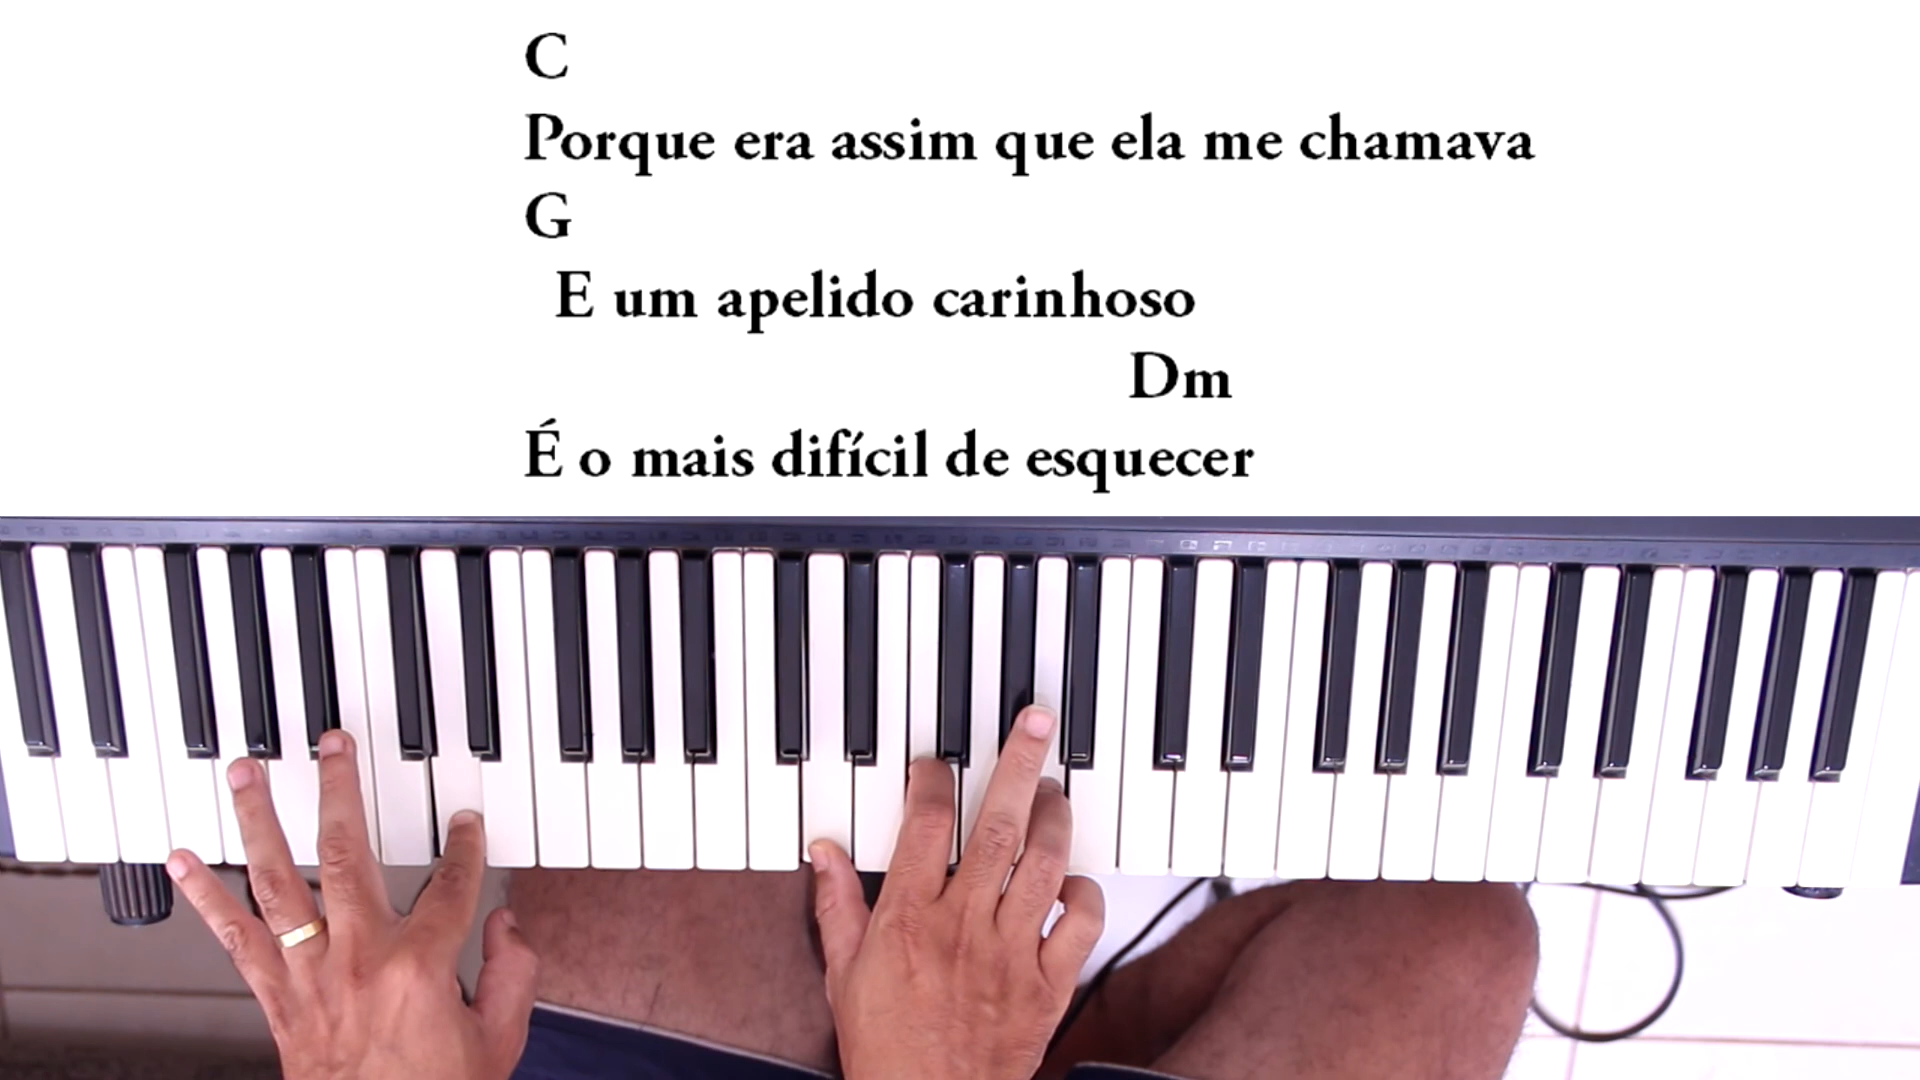 C
Porque era assim que ela me chamava
G
E um apelido carinhoso
Dm
É o mais difícil de esquecer